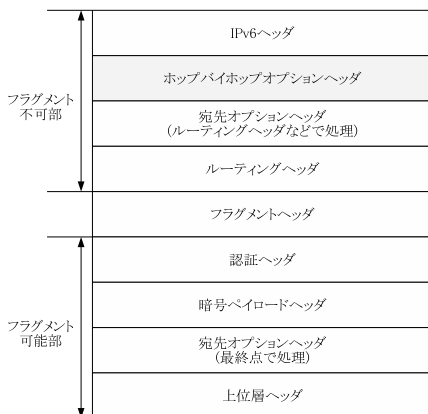 IPv6ヘッダ
ホップバイホップオプションヘッダ
フラグメント
不可部
宛先オプションヘッダ
(ルーティングヘッダなどで処理)
ルーティングヘッダ
フラグメントヘッダ
認証ヘッダ
暗号ペイロードヘッダ
フラグメント
可能部
宛先オプションヘッダ
(最終点で処理)
上位層ヘッダ